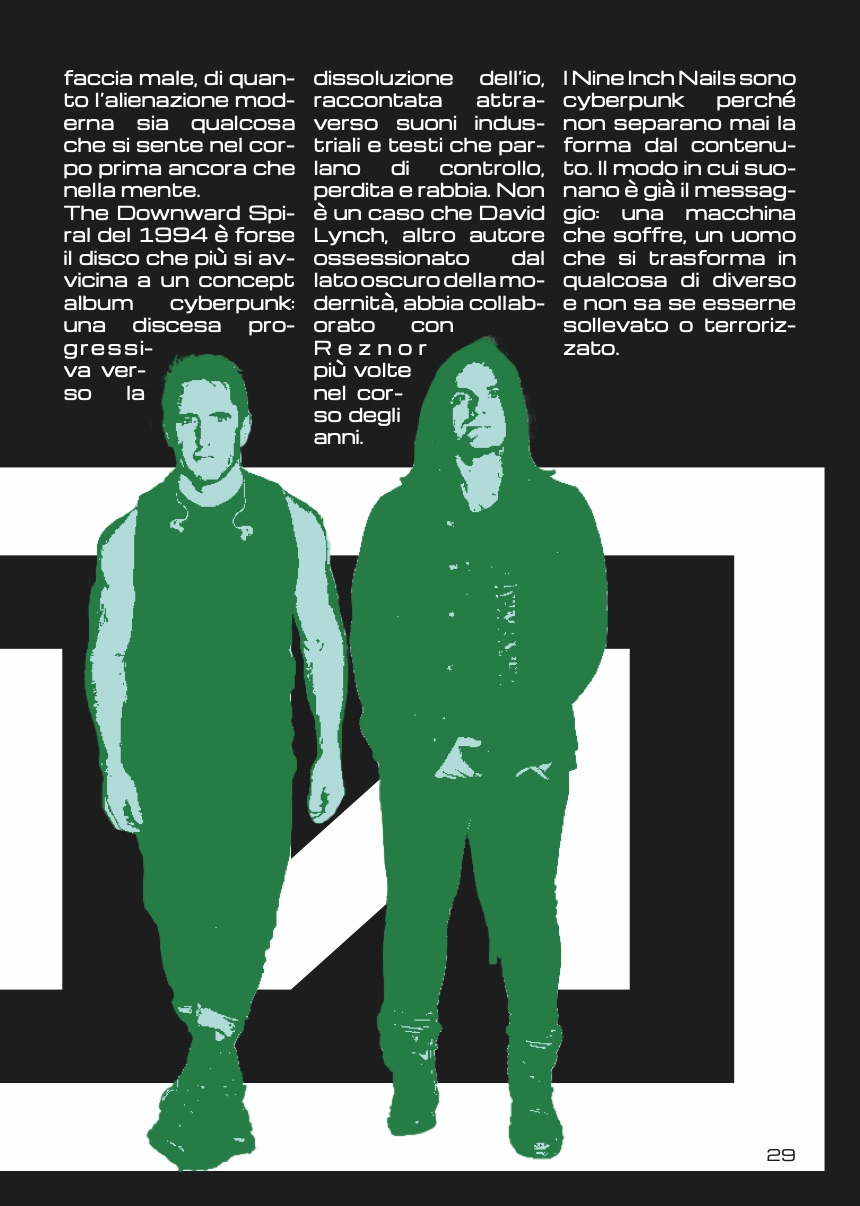 faccia male, di quan-
to l'alienazione mod-
erna sia qualcosa
che si sente nel cor-
po prima ancora che
nella mente.
The Downward Spi-
ral del 1994 è forse
il disco che più si av-
vicina a un concept
album cyberpunk:
una discesa pro-
gressi-
va ver-
so la
dissoluzione dell'io,
raccontata attra-
verso suoni indus-
triali e testi che par-
lano di controllo,
perdita e rabbia. Non
è un caso che David
Lynch, altro autore
ossessionato dal
lato oscuro della mo-
dernità, abbia collab-
orato con
Reznor
più volte
nel cor-
so degli
anni.
I Nine Inch Nails sono
cyberpunk perché
non separano mai la
forma dal contenu-
to. Il modo in cui suo-
nano è già il messag-
gio: una macchina
che soffre, un uomo
che si trasforma in
qualcosa di diverso
e non sa se esserne
sollevato o terroriz-
zato.
29